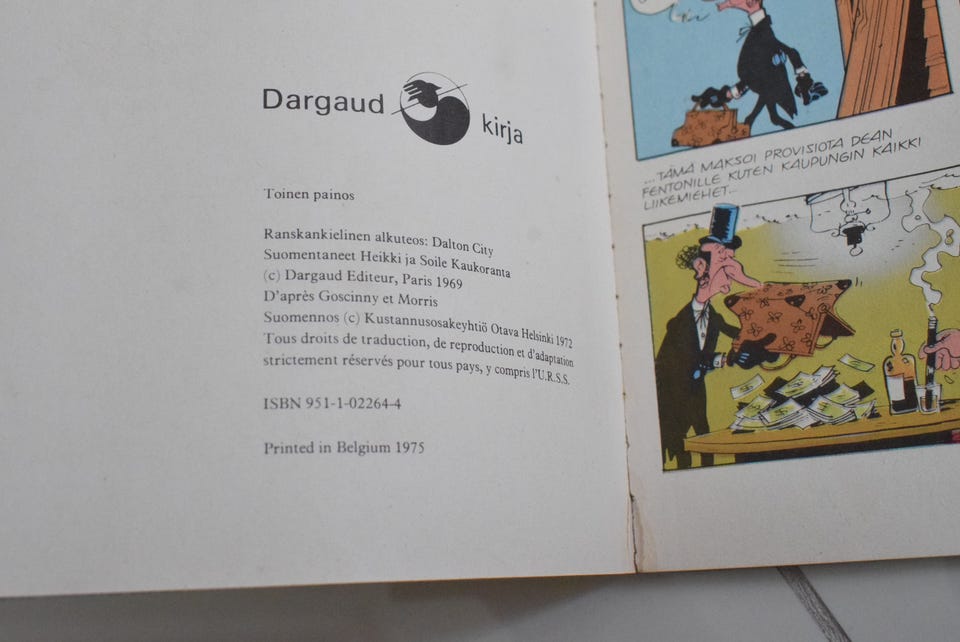 Dargaud kirja
Toinen painos
Ranskankielinen alkuteos: Dalton City
Suomentaneet Heikki ja Soile Kaukoranta
(c) Dargaud Editeur, Paris 1969
D'après Goscinny et Morris
Suomennos (c) Kustannusosakeyhtiö Otava Helsinki 1972
Tous droits de traduction, de reproduction et d'adaptation
strictement réservés pour tous pays, y compris l'U.R.S.S.
ISBN 951-1-02264-4
Printed in Belgium 1975
...TÄMÄ MAKSOI PROVISIOTA DEAN
FENTONILLE KUTEN KAUPUNGIN KAIKKI
LIIKEMIEHET...